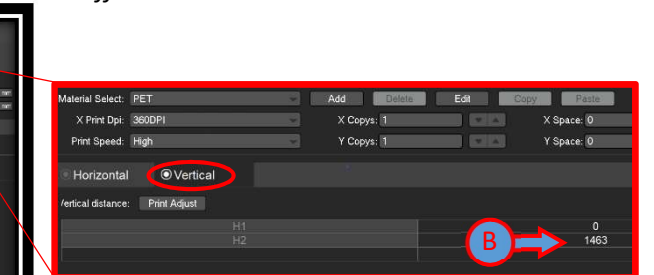 Material Select: PET Add Delete Edit Copy Paste
X Print Dpi: 360DPI X Copys: 1 X Space: 0
Print Speed: High Y Copys: 1 Y Space: 0
Horizontal Vertical
Vertical distance: Print Adjust
H1 0
H2 1463
B